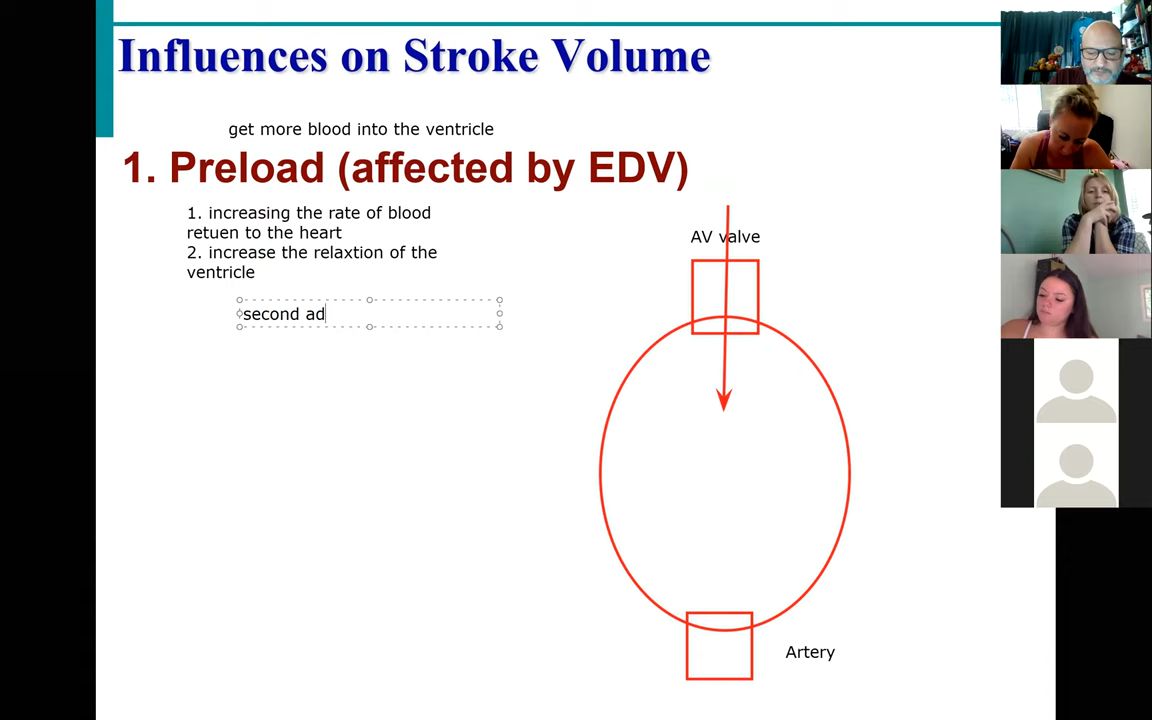 Influences on Stroke Volume
get more blood into the ventricle
1. Preload (affected by EDV)
1. increasing the rate of blood
retuen to the heart
2. increase the relaxtion of the
ventricle
second ad
AV valve
Artery